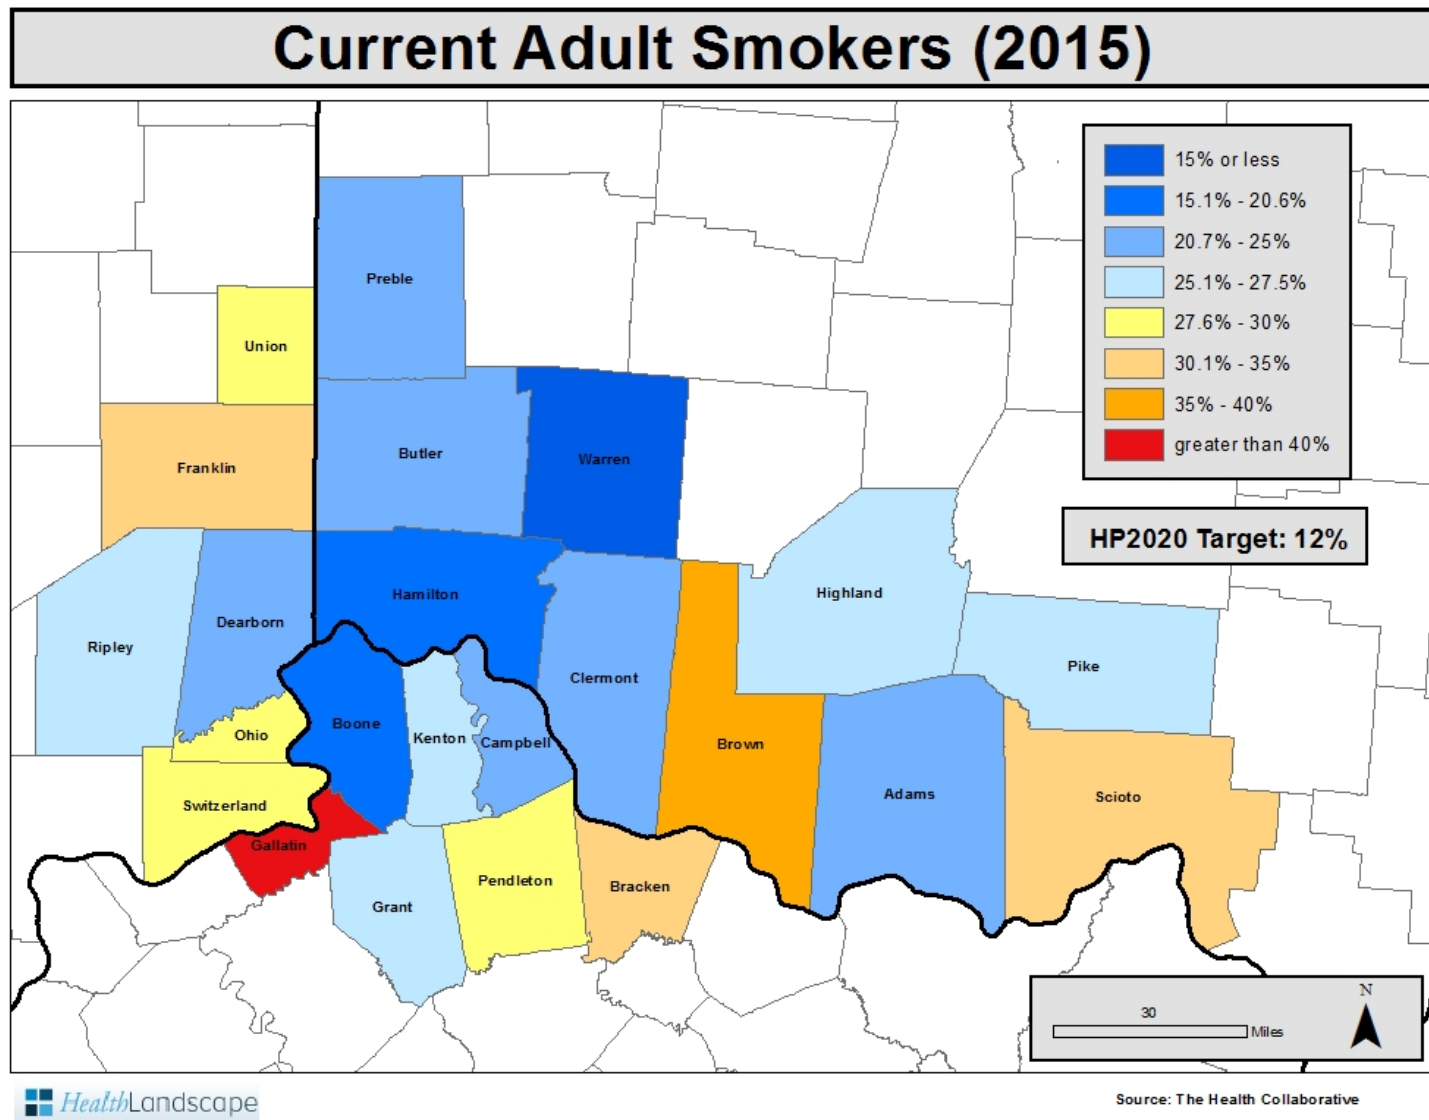 Current Adult Smokers (2015)
15% or less
15.1% - 20.6%
20.7% - 25%
25.1% - 27.5%
27.6% - 30%
30.1% - 35%
35% - 40%
greater than 40%
HP2020 Target: 12%
Preble
Union
Butler
Warren
Franklin
Hamilton
Highland
Dearborn
Ripley
Pike
Clermont
Boone
Kenton
Campbell
Ohio
Brown
Adams
Scioto
Switzerland
Gallatin
Pendleton
Bracken
Grant
N
30
Miles
HealthLandscape
Source: The Health Collaborative